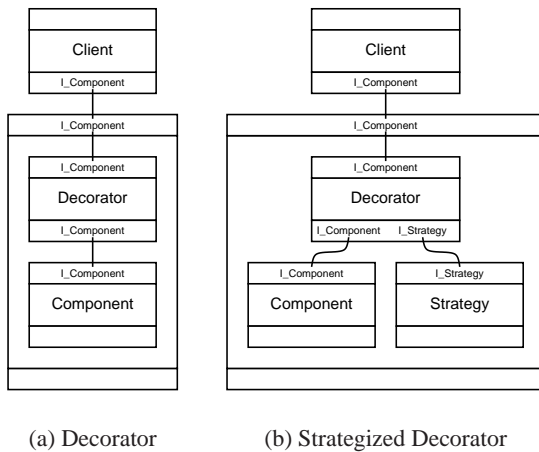 Client
I_Component
I_Component
I_Component
Decorator
I_Component
I_Component
Component
(a) Decorator
Client
I_Component
I_Component
I_Component
Decorator
I_Component I_Strategy
I_Component
Component
I_Strategy
Strategy
(b) Strategized Decorator